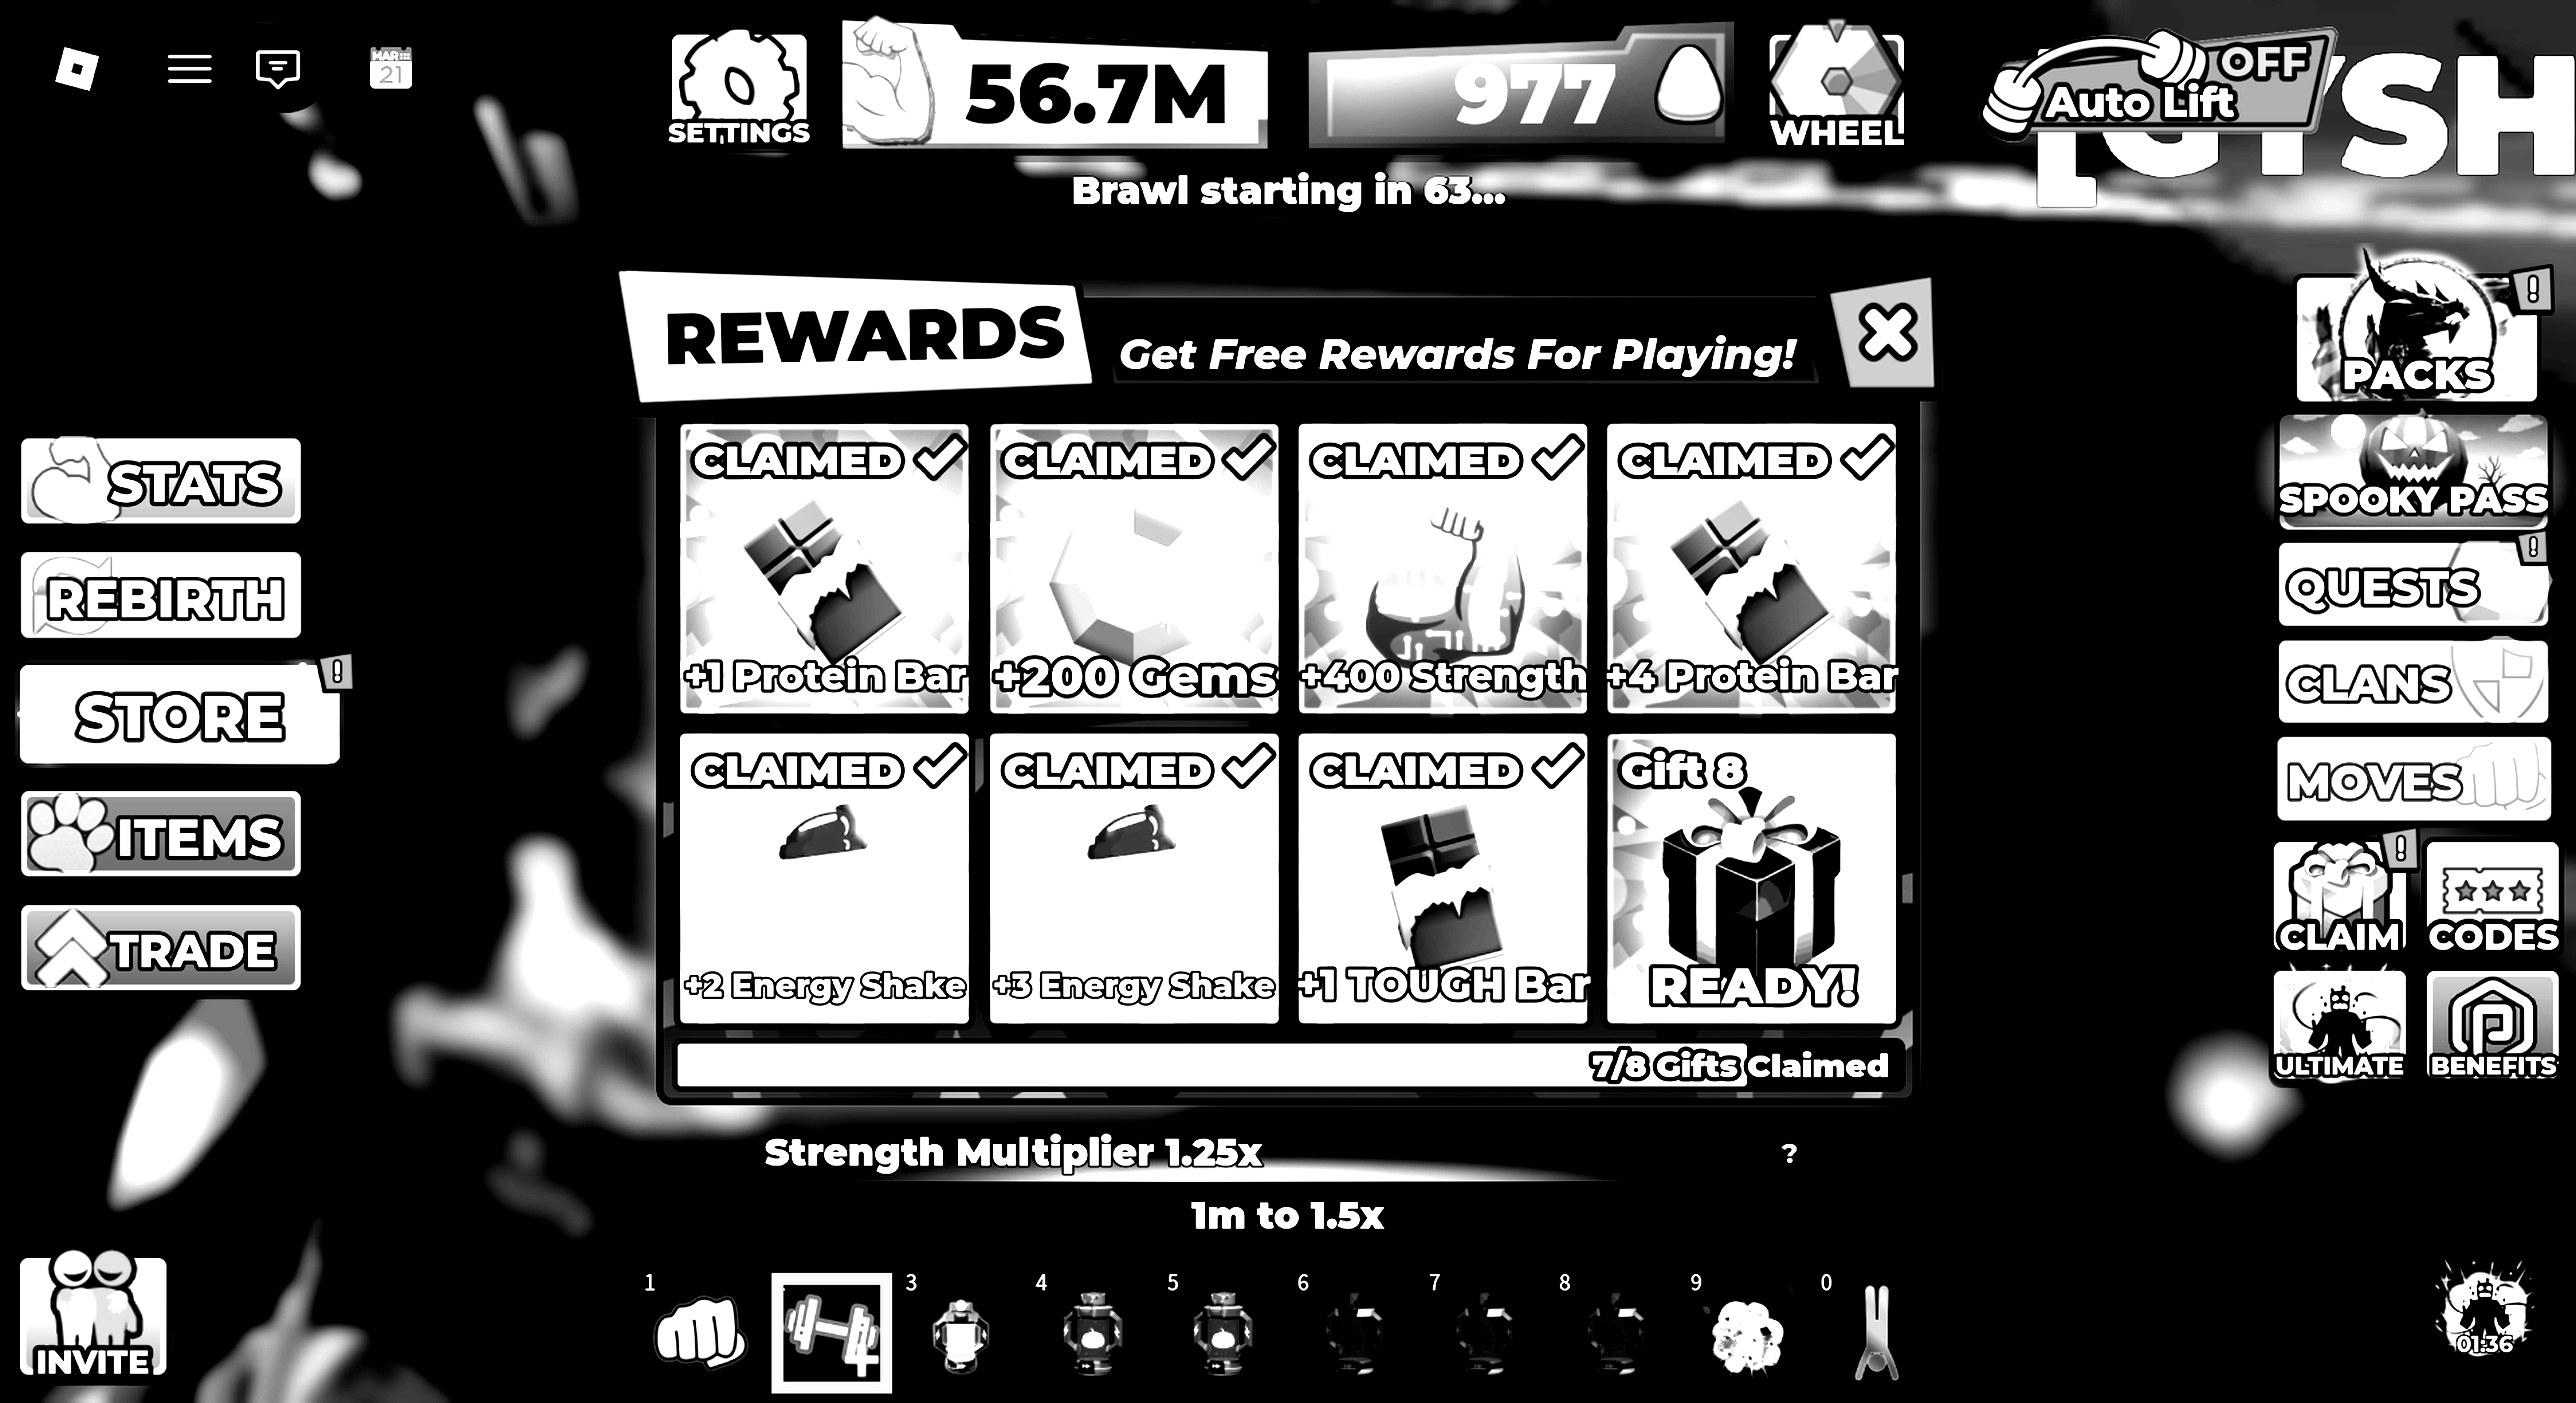 MAR
21
SETTINGS
56.7M
977
WHEEL
OFF
Auto Lift
Brawl starting in 63...
REWARDS
Get Free Rewards For Playing!
PACKS
SPOOKY PASS
QUESTS
CLANS
MOVES
CLAIM
CODES
ULTIMATE
BENEFITS
STATS
REBIRTH
STORE
ITEMS
TRADE
INVITE
CLAIMED
+1 Protein Bar
CLAIMED
+200 Gems
CLAIMED
+400 Strength
CLAIMED
+4 Protein Bar
CLAIMED
+2 Energy Shake
CLAIMED
+3 Energy Shake
CLAIMED
+1 TOUGH Bar
Gift 8
READY!
7/8 Gifts Claimed
Strength Multiplier 1.25x
?
1m to 1.5x
1
3
4
5
6
7
8
9
0
01:36